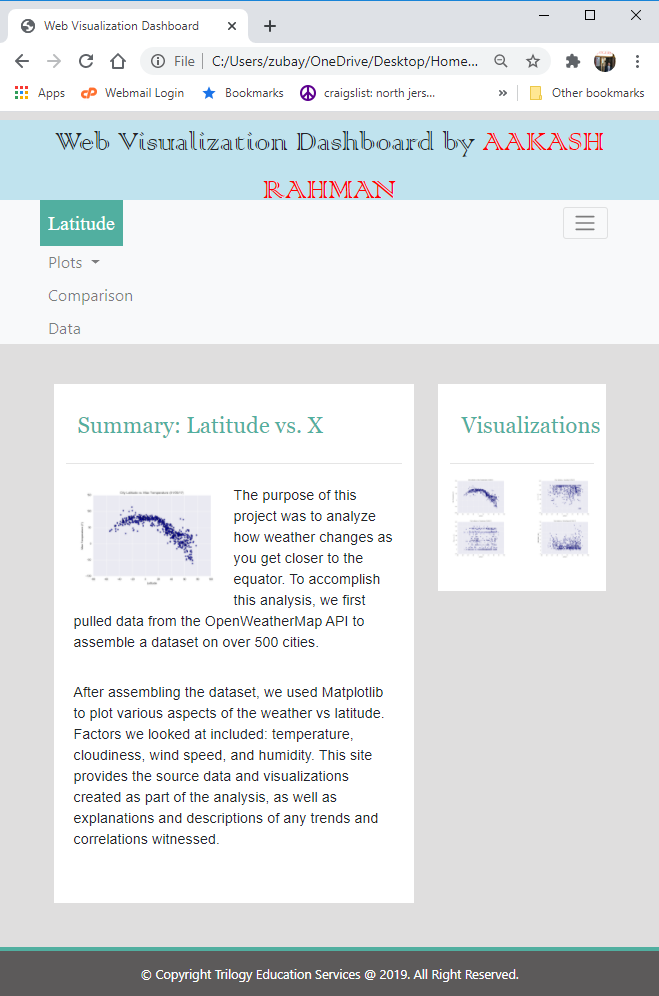 Web Visualization Dashboard
File
C:/Users/zubay/OneDrive/Desktop/Home...
Apps
Webmail Login
Bookmarks
craigslist: north jers...
»
Other bookmarks
Web Visualization Dashboard by AAKASH
RAHMAN
Latitude
Plots
Comparison
Data
Summary: Latitude vs. X
The purpose of this
project was to analyze
how weather changes as
you get closer to the
equator. To accomplish
this analysis, we first
pulled data from the OpenWeatherMap API to
assemble a dataset on over 500 cities.
After assembling the dataset, we used Matplotlib
to plot various aspects of the weather vs latitude.
Factors we looked at included: temperature,
cloudiness, wind speed, and humidity. This site
provides the source data and visualizations
created as part of the analysis, as well as
explanations and descriptions of any trends and
correlations witnessed.
Visualizations
© Copyright Trilogy Education Services @ 2019. All Right Reserved.